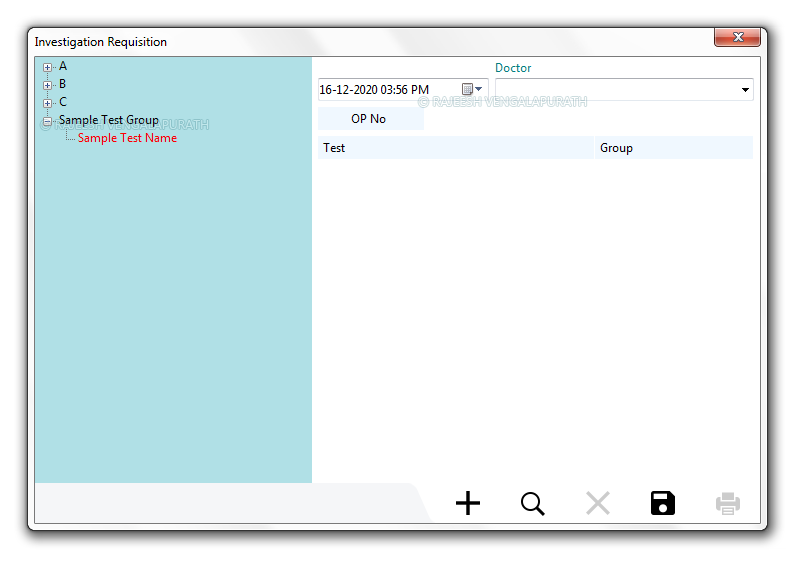 Investigation Requisition
A
B
C
Sample Test Group
© RAJEESH VENGALAPURATH
Sample Test Name
Doctor
16-12-2020 03:56 PM
© RAJEESH VENGALAPURATH
OP No
Test Group